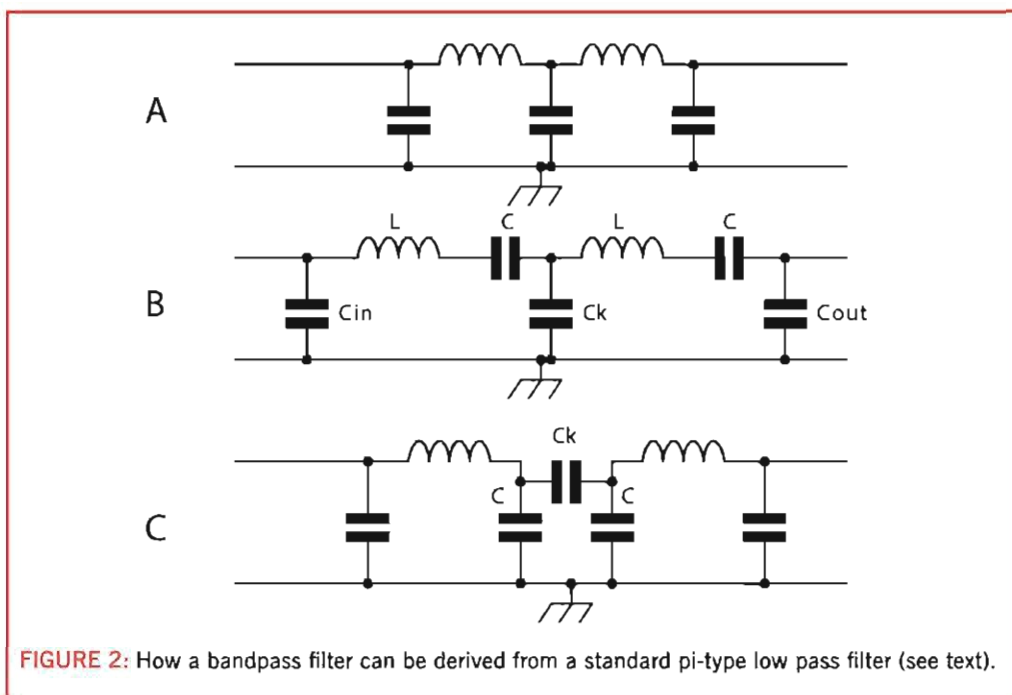 A
B
L
C
L
C
Cin
Ck
Cout
C
Ck
C
C
FIGURE 2: How a bandpass filter can be derived from a standard pi-type low pass filter (see text).